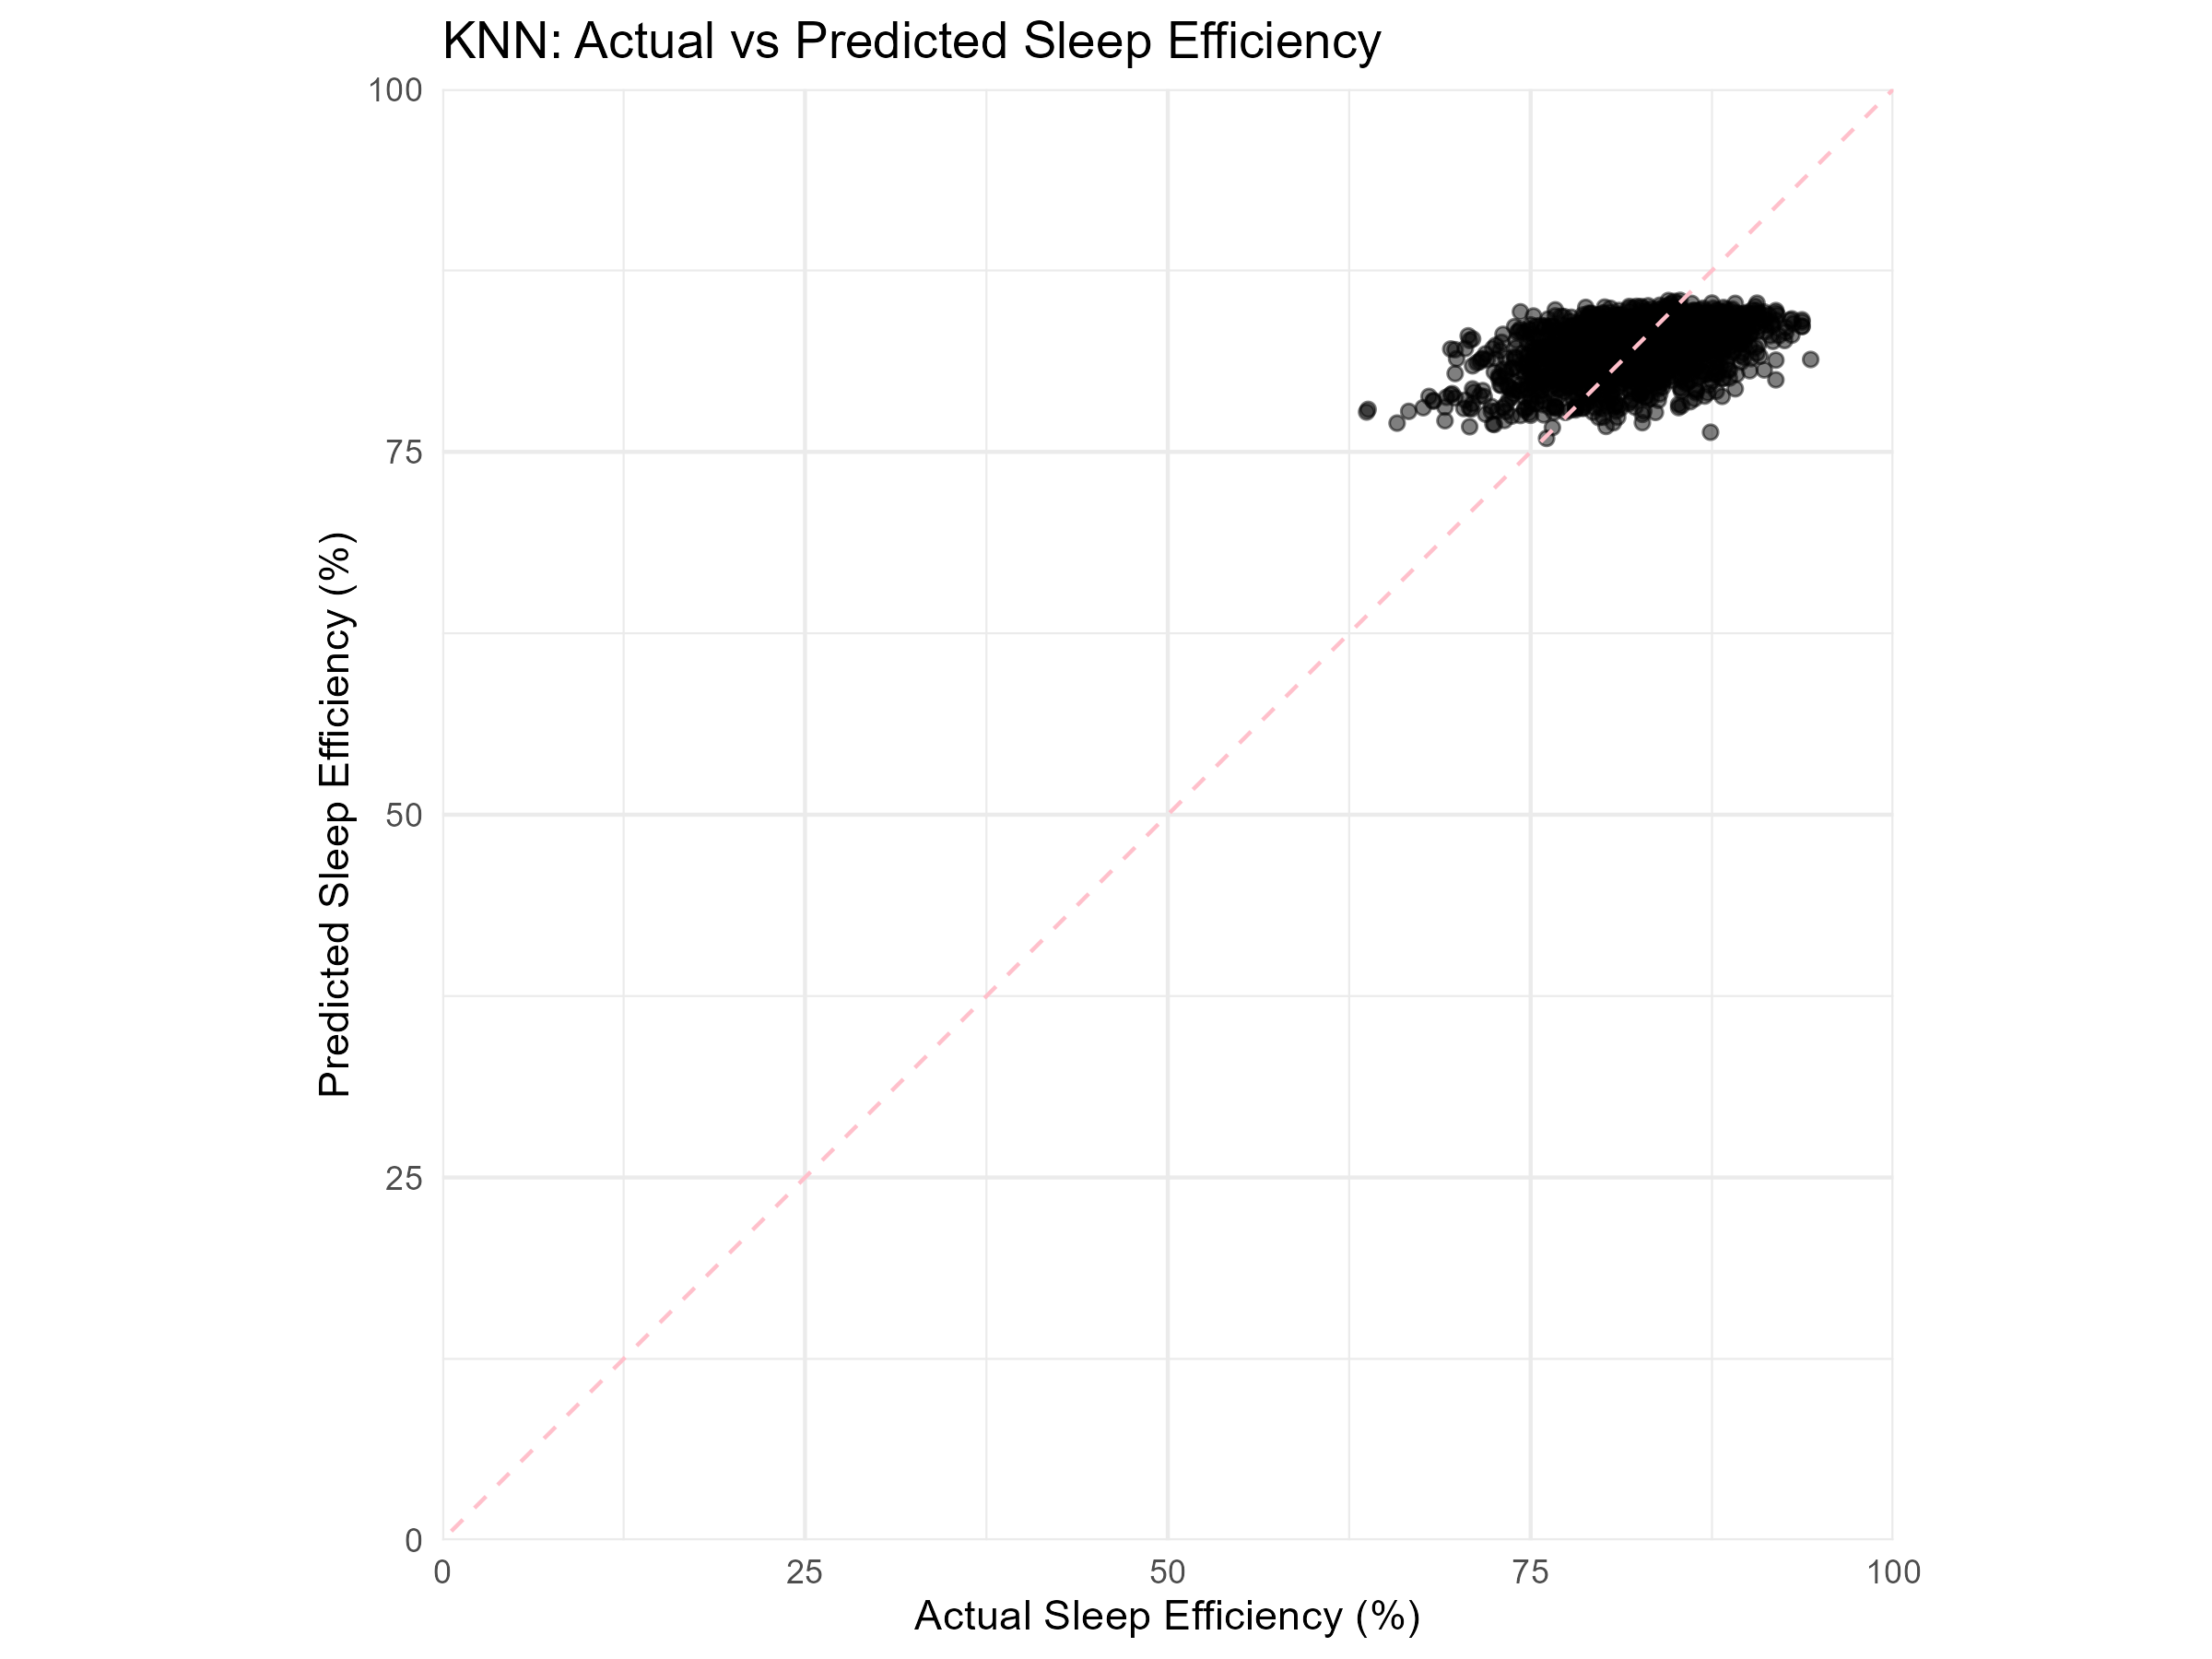 KNN: Actual vs Predicted Sleep Efficiency
100
75
50
25
0
Predicted Sleep Efficiency (%)
0 25 50 75 100
Actual Sleep Efficiency (%)